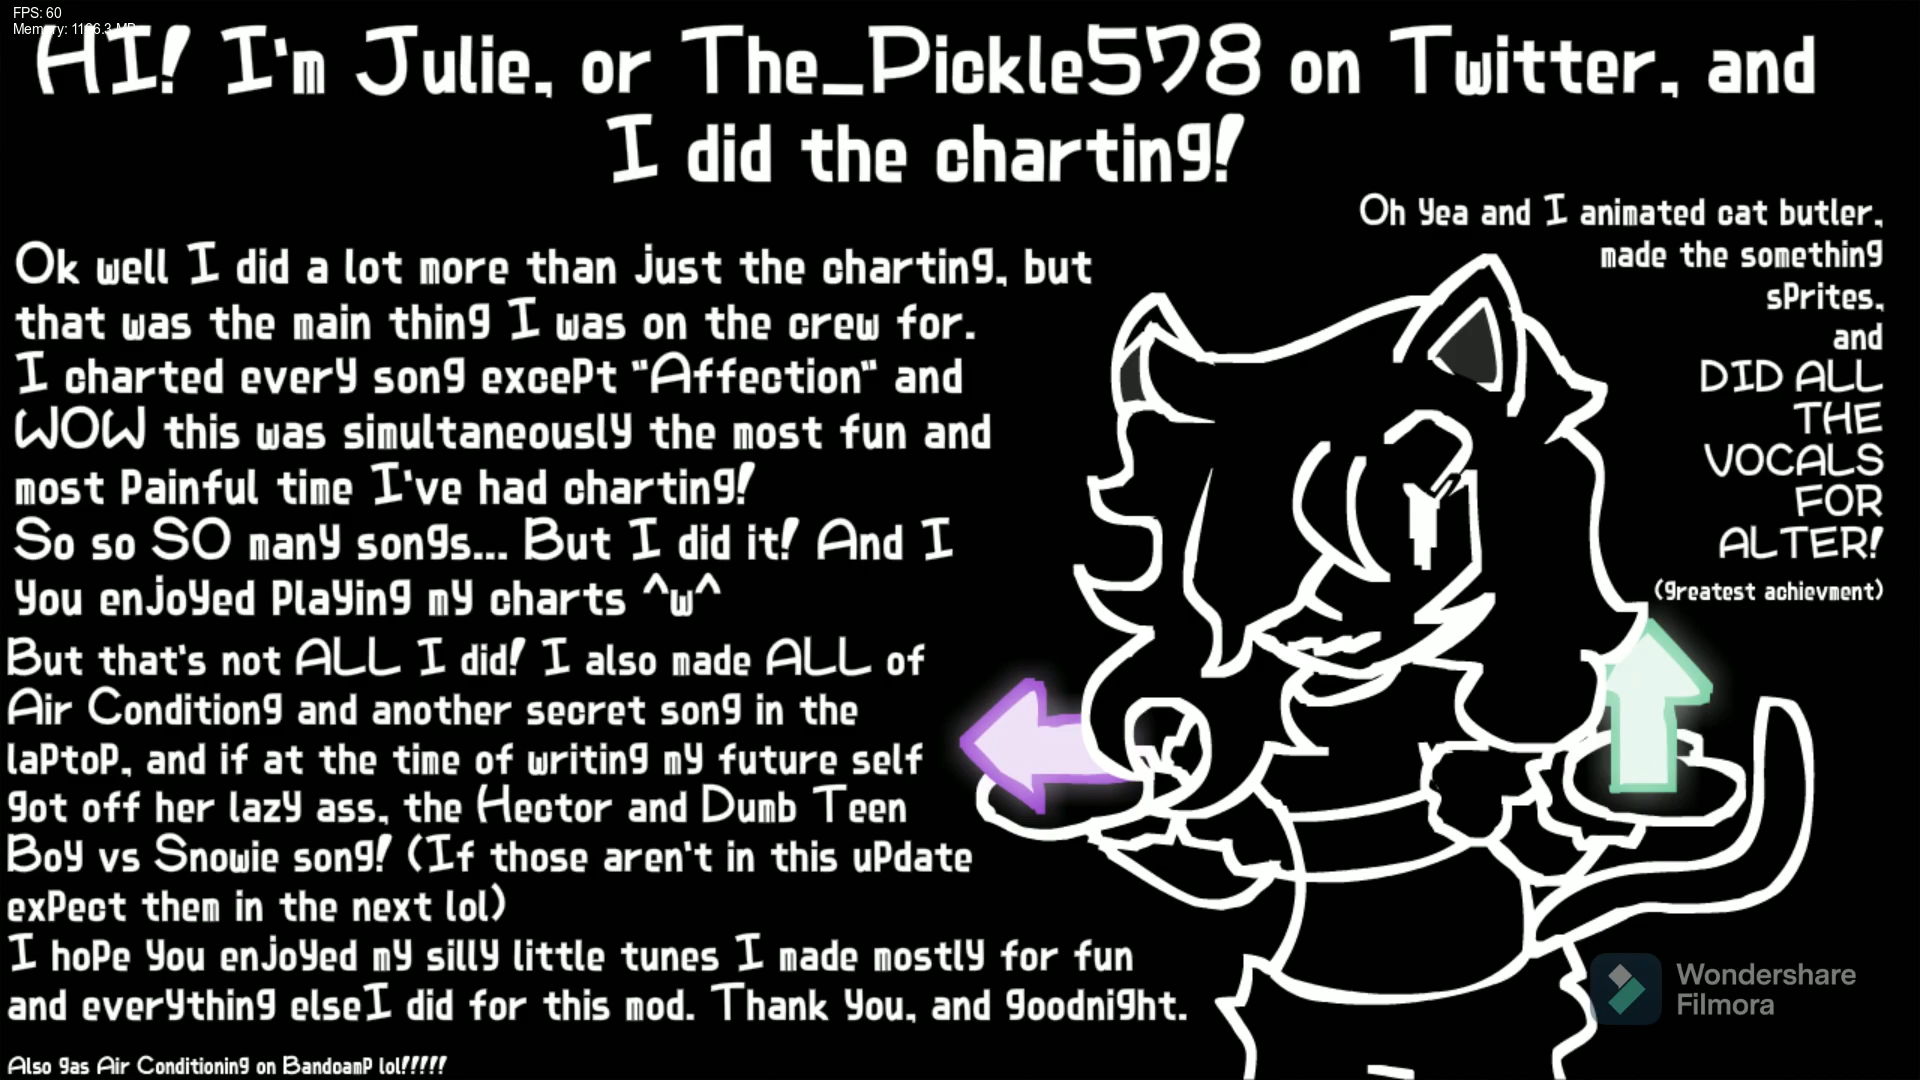 FPS: 60
Memory: 1166.3 MB
HI! I'm Julie, or The_Pickle578 on Twitter, and
I did the charting!
Oh yea and I animated cat butler,
made the something
sprites,
and
DID ALL
THE
VOCALS
FOR
ALTER!
(greatest achievment)
Ok well I did a lot more than just the charting, but
that was the main thing I was on the crew for.
I charted every song except "Affection" and
WOW this was simultaneously the most fun and
most painful time I've had charting!
So so SO many songs... But I did it! And I
you enjoyed playing my charts ^w^
But that's not ALL I did! I also made ALL of
Air Conditiong and another secret song in the
laptop, and if at the time of writing my future self
got off her lazy ass, the Hector and Dumb Teen
Boy vs Snowie song! (If those aren't in this update
expect them in the next lol)
I hope you enjoyed my silly little tunes I made mostly for fun
and everything elseI did for this mod. Thank you, and goodnight.
Also gas Air Conditioning on Bandcamp lol!!!!!
Wondershare
Filmora